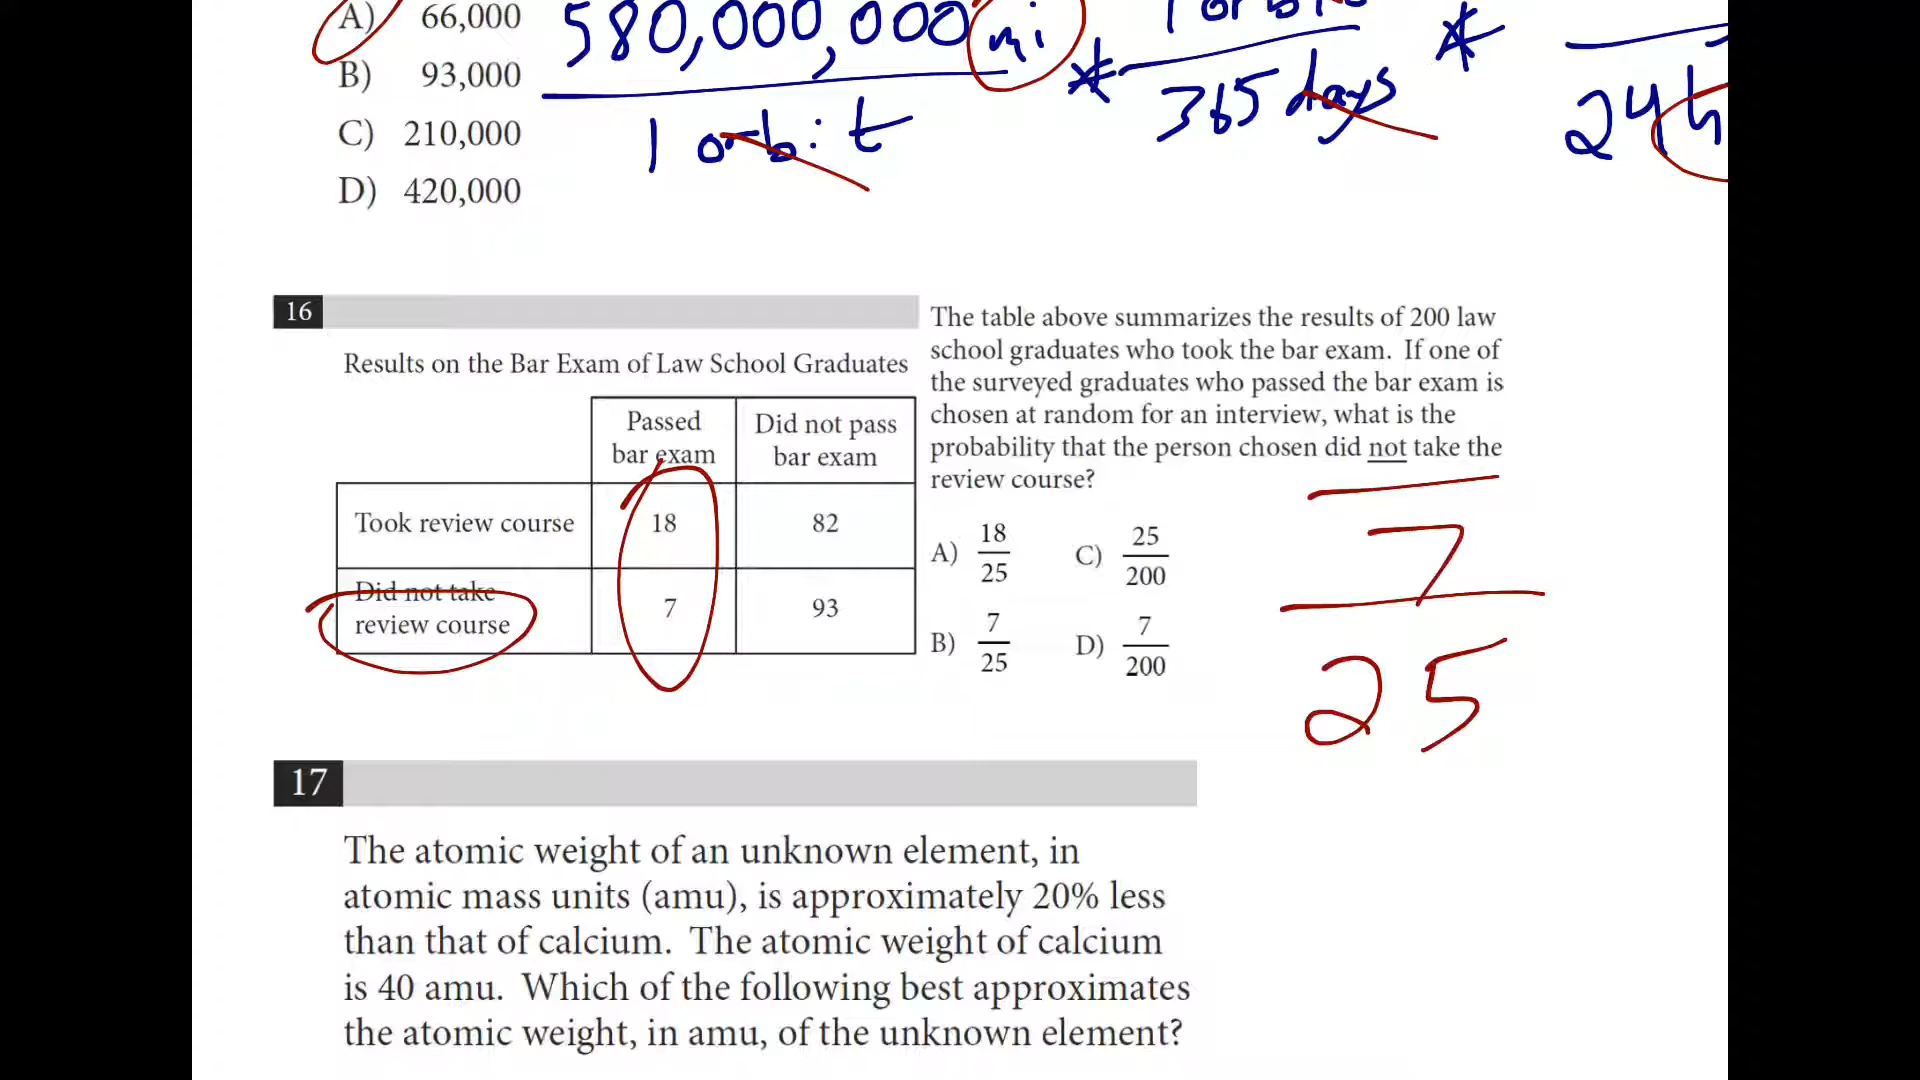 A) 66,000
B) 93,000
C) 210,000
D) 420,000
580,000,000 mi
1 orbit
*
365 days
*
24 h
16
Results on the Bar Exam of Law School Graduates
Passed bar exam
Did not pass bar exam
Took review course 18 82
Did not take review course 7 93
The table above summarizes the results of 200 law
school graduates who took the bar exam. If one of
the surveyed graduates who passed the bar exam is
chosen at random for an interview, what is the
probability that the person chosen did not take the
review course?
A) 18/25
B) 7/25
C) 25/200
D) 7/200
7
25
17
The atomic weight of an unknown element, in
atomic mass units (amu), is approximately 20% less
than that of calcium. The atomic weight of calcium
is 40 amu. Which of the following best approximates
the atomic weight, in amu, of the unknown element?